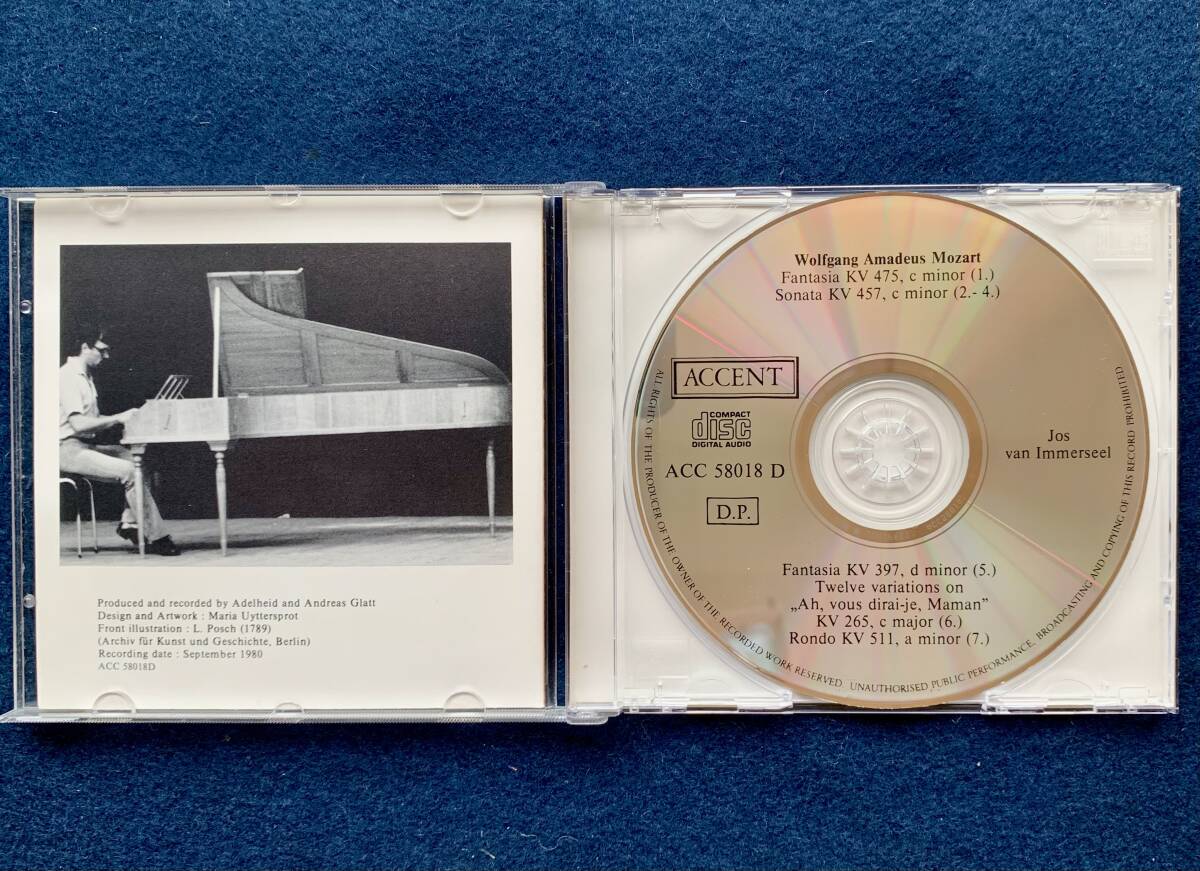 Produced and recorded by Adelheid and Andreas Glatt
Design and Artwork : Maria Uyttersprot
Front illustration : L. Posch (1789)
(Archiv für Kunst und Geschichte, Berlin)
Recording date : September 1980
ACC 58018D
Wolfgang Amadeus Mozart
Fantasia KV 475, c minor (1.)
Sonata KV 457, c minor (2.- 4.)
ACCENT
COMPACT
disc
DIGITAL AUDIO
ACC 58018 D
D.P.
Jos
van Immerseel
Fantasia KV 397, d minor (5.)
Twelve variations on
„Ah, vous dirai-je, Maman"
KV 265, c major (6.)
Rondo KV 511, a minor (7.)
ALL RIGHTS OF THE PRODUCER OF THE OWNER OF THE RECORDED WORK RESERVED. UNAUTHORISED PUBLIC PERFORMANCE, BROADCASTING AND COPYING OF THIS RECORD PROHIBITED